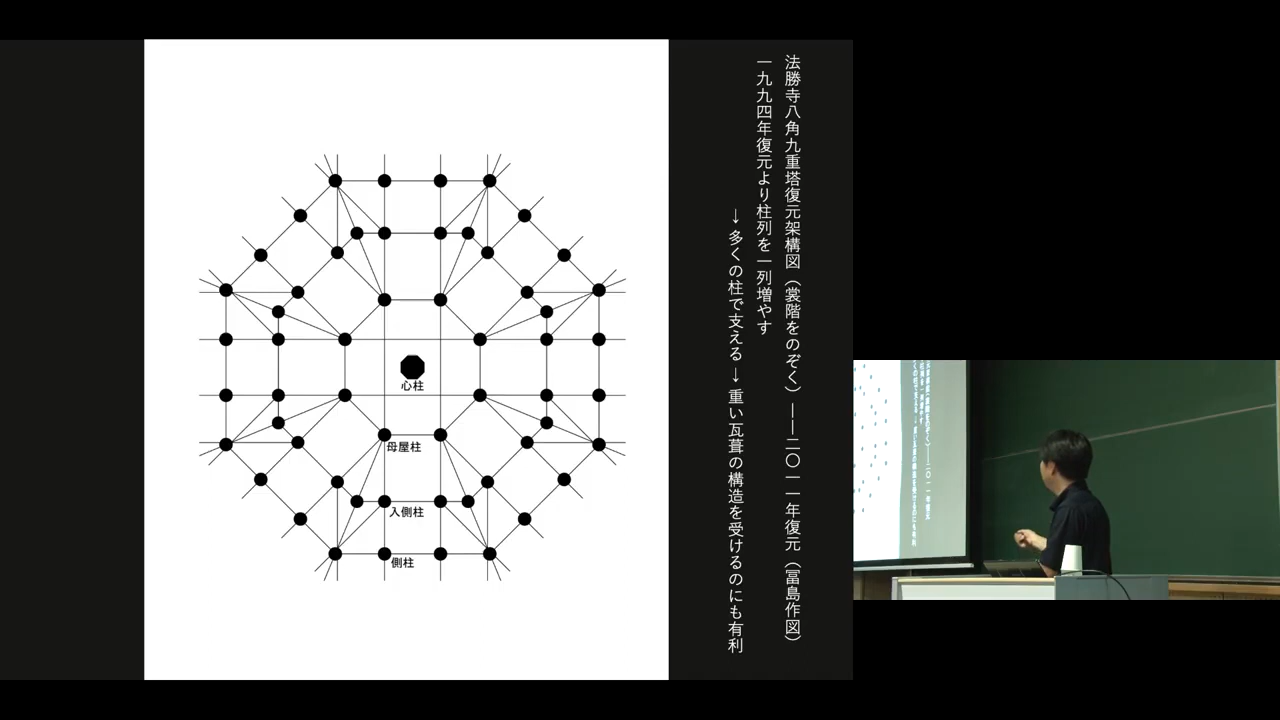 法勝寺八角九重塔復元架構図（裳階をのぞく）――二〇一一年復元（冨島作図）
一九九四年復元より柱列を一列増やす
→多くの柱で支える→重い瓦葺の構造を受けるのにも有利
心柱
母屋柱
入側柱
側柱